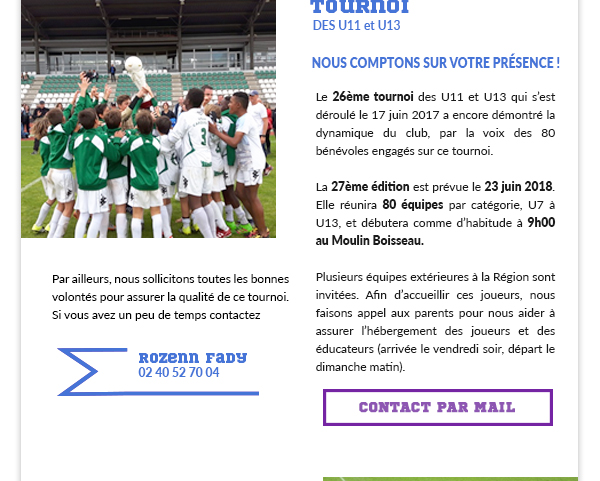 TOURNOI
DES U11 et U13
NOUS COMPTONS SUR VOTRE PRÉSENCE !
Le 26ème tournoi des U11 et U13 qui s'est
déroulé le 17 juin 2017 a encore démontré la
dynamique du club, par la voix des 80
bénévoles engagés sur ce tournoi.
La 27ème édition est prévue le 23 juin 2018.
Elle réunira 80 équipes par catégorie, U7 à
U13, et débutera comme d'habitude à 9h00
au Moulin Boisseau.
Plusieurs équipes extérieures à la Région sont
invitées. Afin d'accueillir ces joueurs, nous
faisons appel aux parents pour nous aider à
assurer l'hébergement des joueurs et des
éducateurs (arrivée le vendredi soir, départ le
dimanche matin).
CONTACT PAR MAIL
Par ailleurs, nous sollicitons toutes les bonnes
volontés pour assurer la qualité de ce tournoi.
Si vous avez un peu de temps contactez
Rozenn Fady
02 40 52 70 04